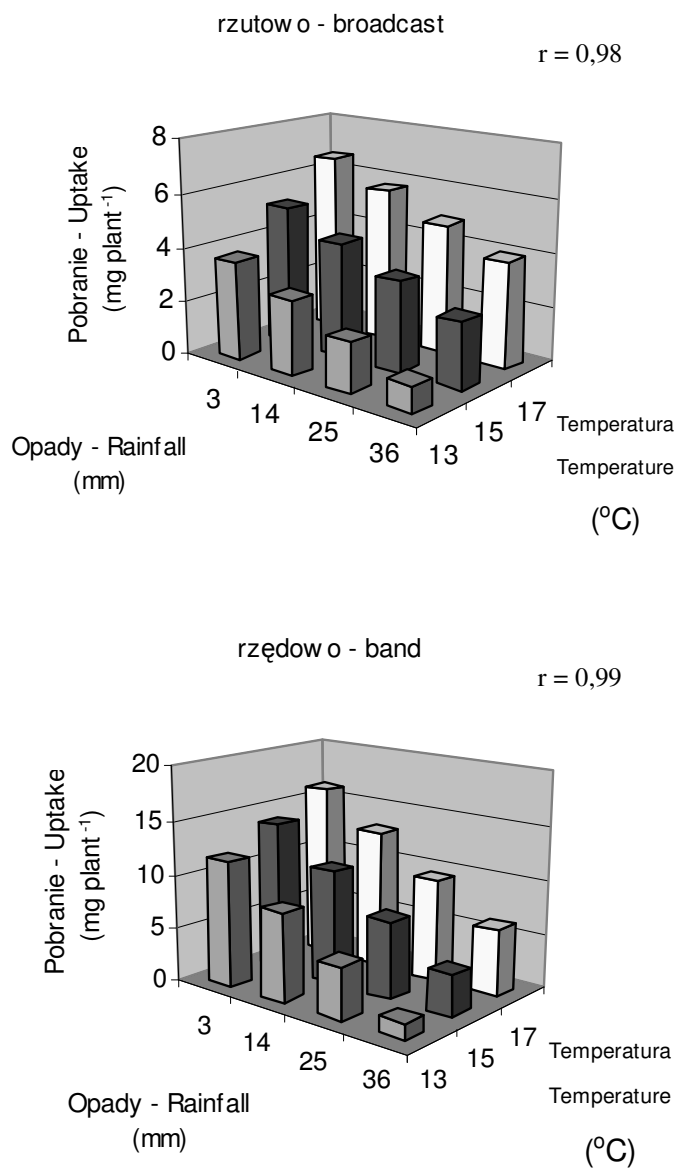 rzutowo - broadcast
r = 0,98
8
6
4
2
0
Pobranie - Uptake
(mg plant⁻¹)
3
14
25
36
13
15
17
Opady - Rainfall
(mm)
Temperatura
Temperature
(°C)
rzędowo - band
r = 0,99
20
15
10
5
0
Pobranie - Uptake
(mg plant⁻¹)
3
14
25
36
13
15
17
Opady - Rainfall
(mm)
Temperatura
Temperature
(°C)